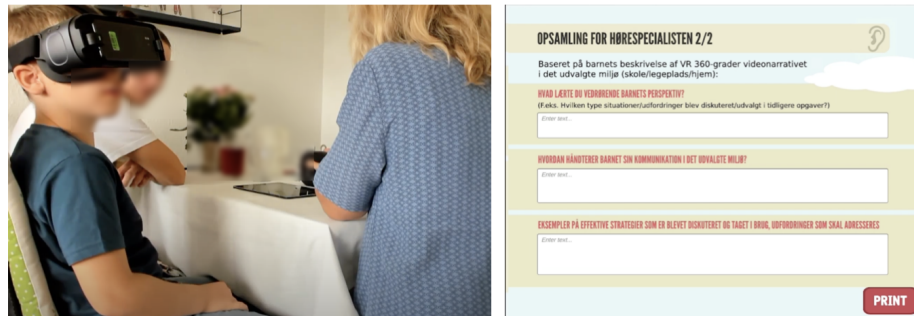 OPSAMLING FOR HØRESPECIALISTEN 2/2
Baseret på barnets beskrivelse af VR 360-grader videonarrativet
i det udvalgte miljø (skole/legeplads/hjem):
HVAD LÆRTE DU VEDRØRENDE BARNETS PERSPEKTIV?
(F.eks. Hvilken type situationer/udfordringer blev diskuteret/udvalgt i tidligere opgaver?)
Enter text...
HVORDAN HÅNDTERER BARNET SIN KOMMUNIKATION I DET UDVALGTE MILJØ?
Enter text...
EKSEMPLER PÅ EFFEKTIVE STRATEGIER SOM ER BLEVET DISKUTERET OG TAGET I BRUG, UDFORDRINGER SOM SKAL ADRESSERES
Enter text...
PRINT